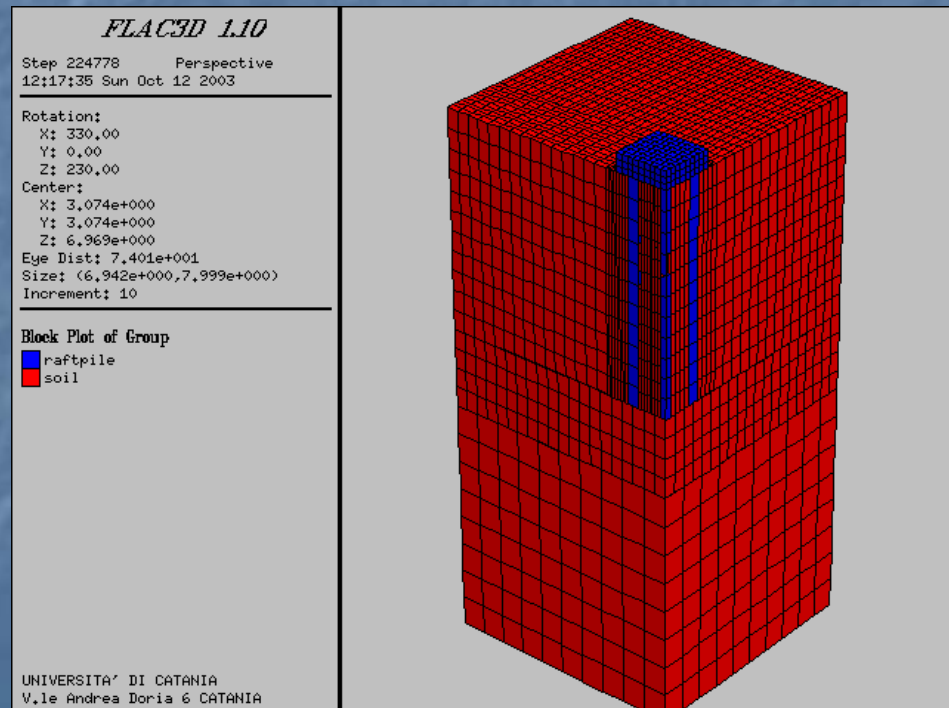 FLAC3D 1.10
Step 224778 Perspective
12:17:35 Sun Oct 12 2003
Rotation:
X: 330.00
Y: 0.00
Z: 230.00
Center:
X: 3.074e+000
Y: 3.074e+000
Z: 6.969e+000
Eye Dist: 7.401e+001
Size: (6.942e+000,7.999e+000)
Increment: 10
Block Plot of Group
raftpile
soil
UNIVERSITA' DI CATANIA
V.le Andrea Doria 6 CATANIA